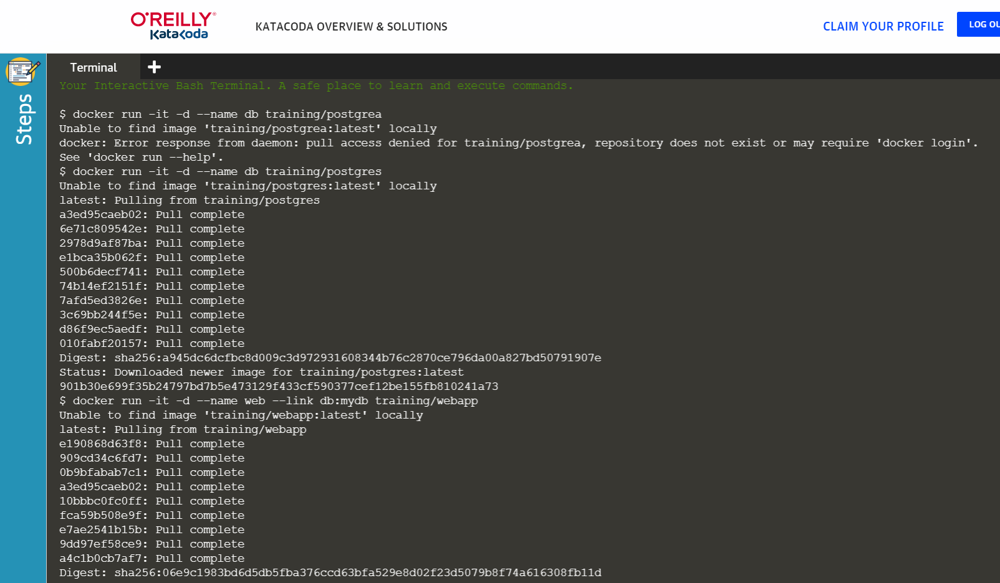 O'REILLY®
Katacoda
KATACODA OVERVIEW & SOLUTIONS
CLAIM YOUR PROFILE
LOG OU
Steps
Terminal
Your Interactive Bash Terminal. A safe place to learn and execute commands.
$ docker run -it -d --name db training/postgrea
Unable to find image 'training/postgrea:latest' locally
docker: Error response from daemon: pull access denied for training/postgrea, repository does not exist or may require 'docker login'.
See 'docker run --help'.
$ docker run -it -d --name db training/postgres
Unable to find image 'training/postgres:latest' locally
latest: Pulling from training/postgres
a3ed95caeb02: Pull complete
6e71c809542e: Pull complete
2978d9af87ba: Pull complete
e1bca35b062f: Pull complete
500b6decf741: Pull complete
74b14ef2151f: Pull complete
7afd5ed3826e: Pull complete
3c69bb244f5e: Pull complete
d86f9ec5aedf: Pull complete
010fabf20157: Pull complete
Digest: sha256:a945dc6dcfbc8d009c3d972931608344b76c2870ce796da00a827bd50791907e
Status: Downloaded newer image for training/postgres:latest
901b30e699f35b24797bd7b5e473129f433cf590377cef12be155fb810241a73
$ docker run -it -d --name web --link db:mydb training/webapp
Unable to find image 'training/webapp:latest' locally
latest: Pulling from training/webapp
e190868d63f8: Pull complete
909cd34c6fd7: Pull complete
0b9bfabab7c1: Pull complete
a3ed95caeb02: Pull complete
10bbbc0fc0ff: Pull complete
fca59b508e9f: Pull complete
e7ae2541b15b: Pull complete
9dd97ef58ce9: Pull complete
a4c1b0cb7af7: Pull complete
Digest: sha256:06e9c1983bd6d5db5fba376ccd63bfa529e8d02f23d5079b8f74a616308fb11d